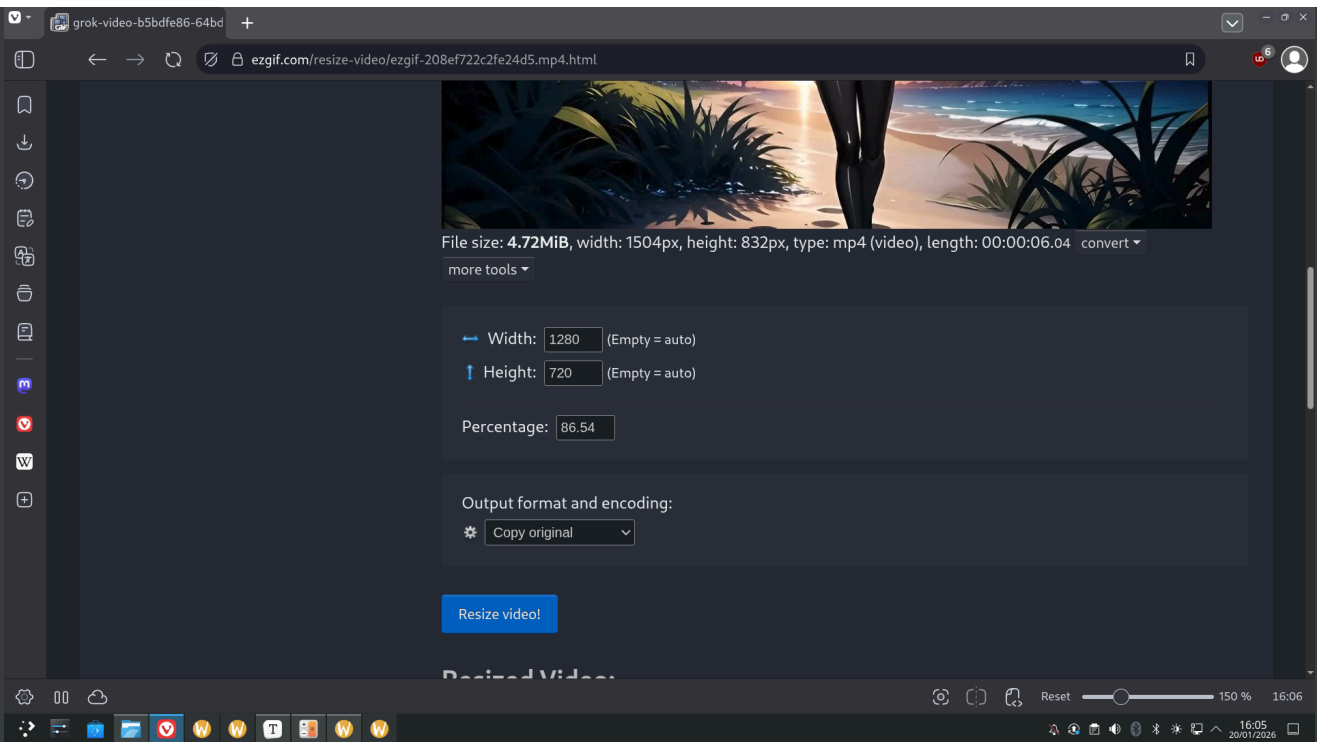 grok-video-b5bdfe86-64bd
ezgif.com/resize-video/ezgif-208ef722c2fe24d5.mp4.html
6
File size: 4.72MiB, width: 1504px, height: 832px, type: mp4 (video), length: 00:00:06.04 convert
more tools
Width: 1280 (Empty = auto)
Height: 720 (Empty = auto)
Percentage: 86.54
Output format and encoding:
Copy original
Resize video!
Resized Video:
Reset 150 % 16:06
16:05
20/01/2026